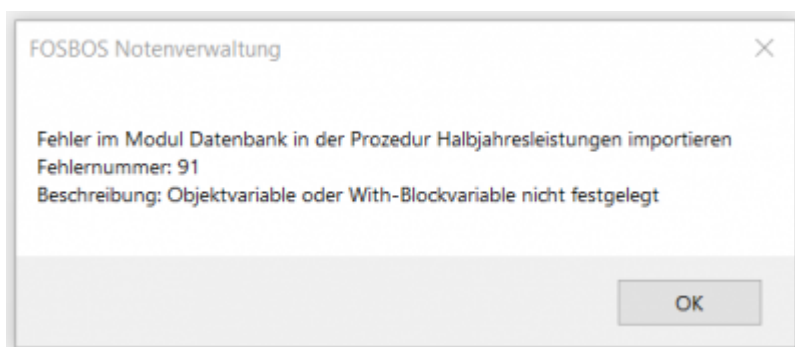 FOSBOS Notenverwaltung
Fehler im Modul Datenbank in der Prozedur Halbjahresleistungen importieren
Fehlernummer: 91
Beschreibung: Objektvariable oder With-Blockvariable nicht festgelegt
OK